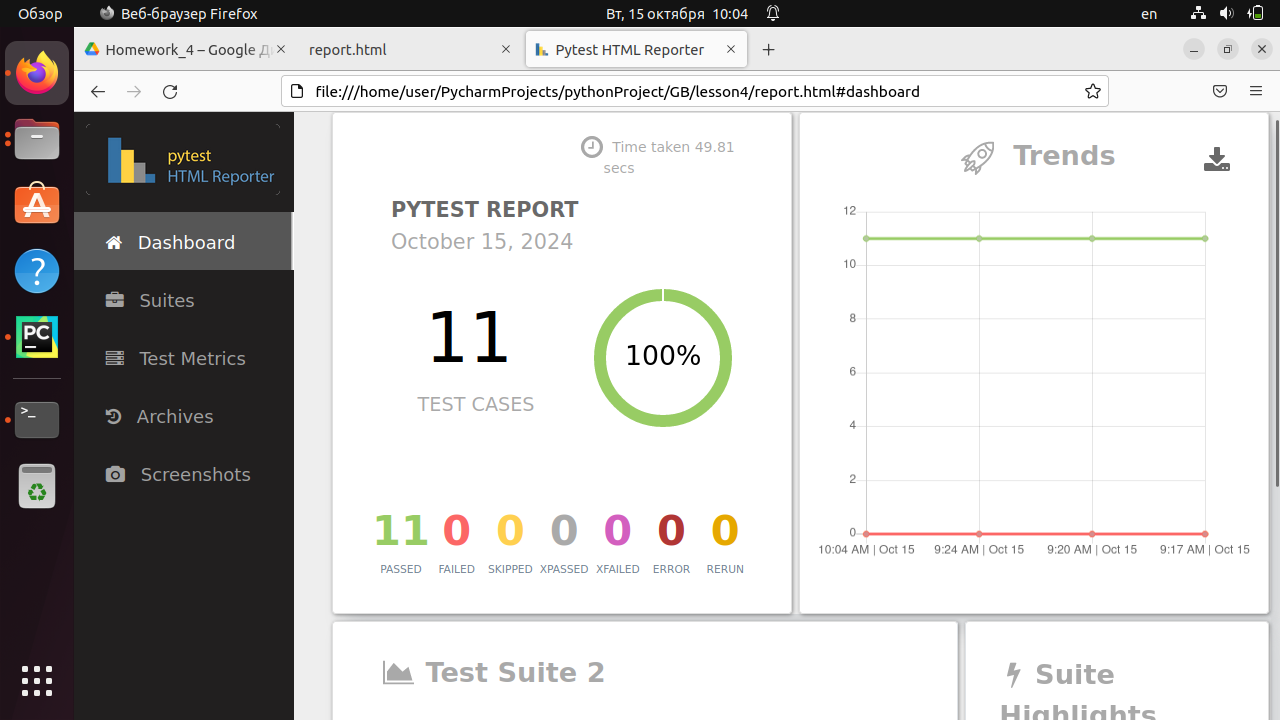 Обзор
Веб-браузер Firefox
Вт, 15 октября 10:04
en
Homework_4 – Google Д
report.html
Pytest HTML Reporter
file:///home/user/PycharmProjects/pythonProject/GB/lesson4/report.html#dashboard
pytest
HTML Reporter
Dashboard
Suites
Test Metrics
Archives
Screenshots
PC
>_
?
Time taken 49.81
secs
PYTEST REPORT
October 15, 2024
11
TEST CASES
100%
11 0 0 0 0 0 0
PASSED FAILED SKIPPED XPASSED XFAILED ERROR RERUN
Trends
12
10
8
6
4
2
0
10:04 AM | Oct 15 9:24 AM | Oct 15 9:20 AM | Oct 15 9:17 AM | Oct 15
Test Suite 2
Suite
Highlights